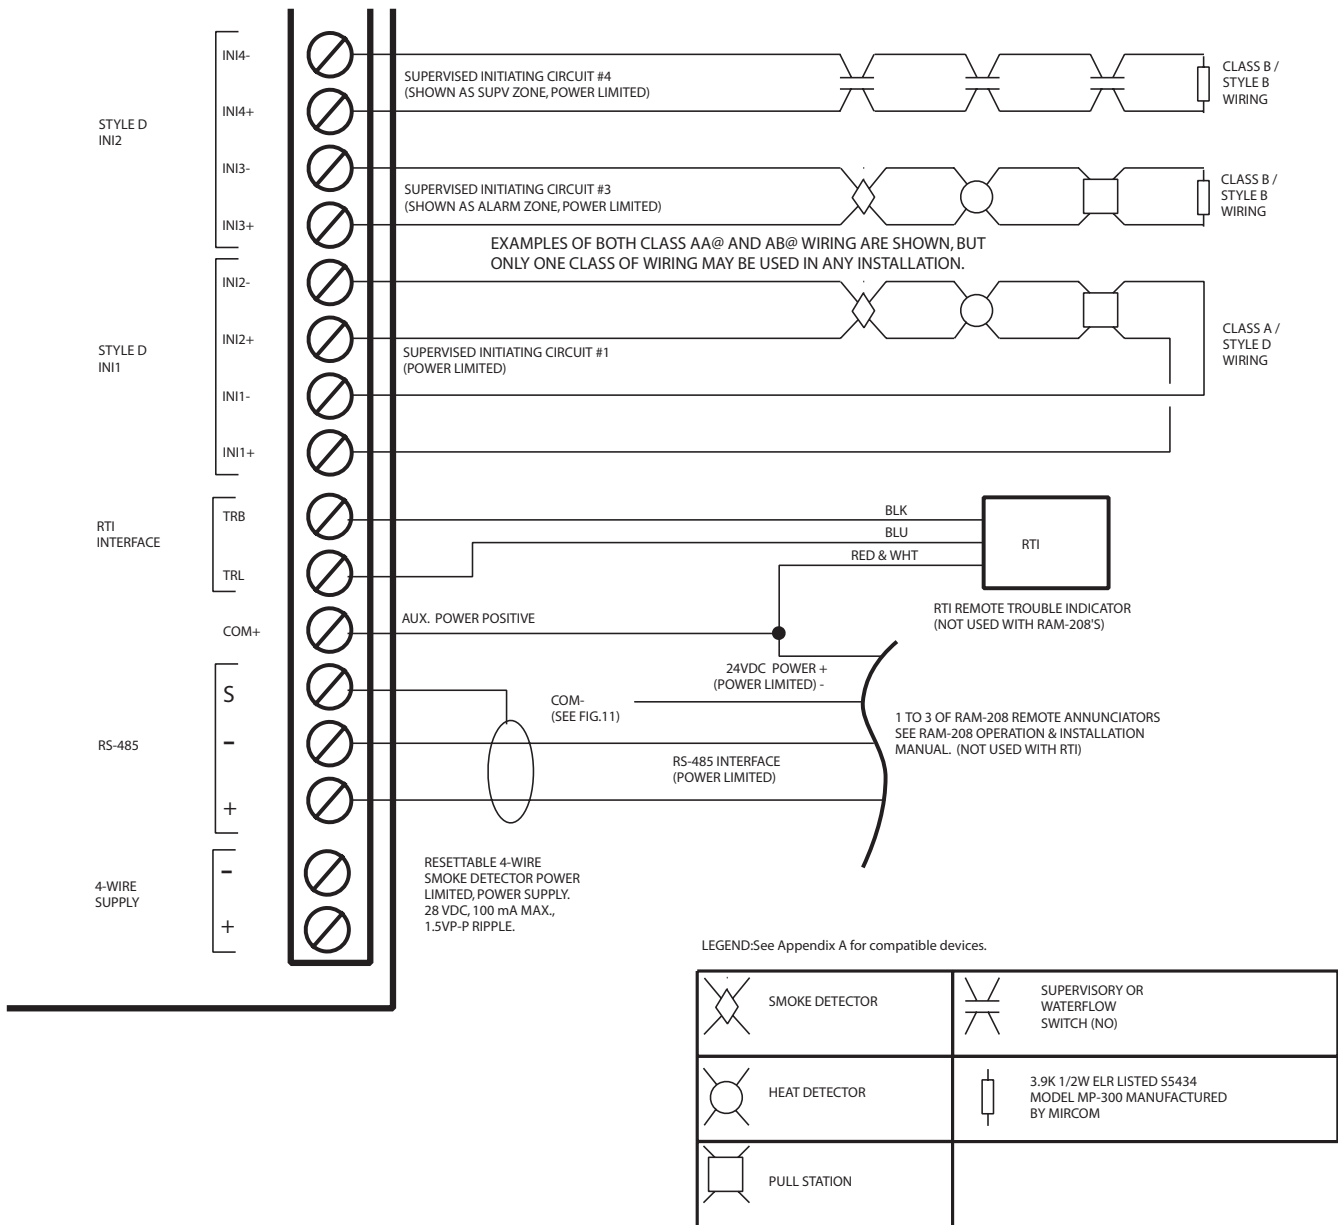 INI4-
SUPERVISED INITIATING CIRCUIT #4
(SHOWN AS SUPV ZONE, POWER LIMITED)
CLASS B /
STYLE B
WIRING
INI4+
STYLE D
INI2
INI3-
SUPERVISED INITIATING CIRCUIT #3
(SHOWN AS ALARM ZONE, POWER LIMITED)
CLASS B /
STYLE B
WIRING
INI3+
EXAMPLES OF BOTH CLASS AA@ AND AB@ WIRING ARE SHOWN, BUT
ONLY ONE CLASS OF WIRING MAY BE USED IN ANY INSTALLATION.
INI2-
INI2+
STYLE D
INI1
SUPERVISED INITIATING CIRCUIT #1
(POWER LIMITED)
CLASS A /
STYLE D
WIRING
INI1-
INI1+
TRB
RTI
INTERFACE
TRL
BLK
BLU
RED & WHT
RTI
RTI REMOTE TROUBLE INDICATOR
(NOT USED WITH RAM-208'S)
COM+
AUX. POWER POSITIVE
24VDC POWER +
(POWER LIMITED) -
S
COM-
(SEE FIG.11)
1 TO 3 OF RAM-208 REMOTE ANNUNCIATORS
SEE RAM-208 OPERATION & INSTALLATION
MANUAL. (NOT USED WITH RTI)
RS-485
-
RS-485 INTERFACE
(POWER LIMITED)
+
4-WIRE
SUPPLY
-
+
RESETTABLE 4-WIRE
SMOKE DETECTOR POWER
LIMITED, POWER SUPPLY.
28 VDC, 100 mA MAX.,
1.5VP-P RIPPLE.
LEGEND:See Appendix A for compatible devices.
SMOKE DETECTOR
SUPERVISORY OR
WATERFLOW
SWITCH (NO)
HEAT DETECTOR
3.9K 1/2W ELR LISTED S5434
MODEL MP-300 MANUFACTURED
BY MIRCOM
PULL STATION